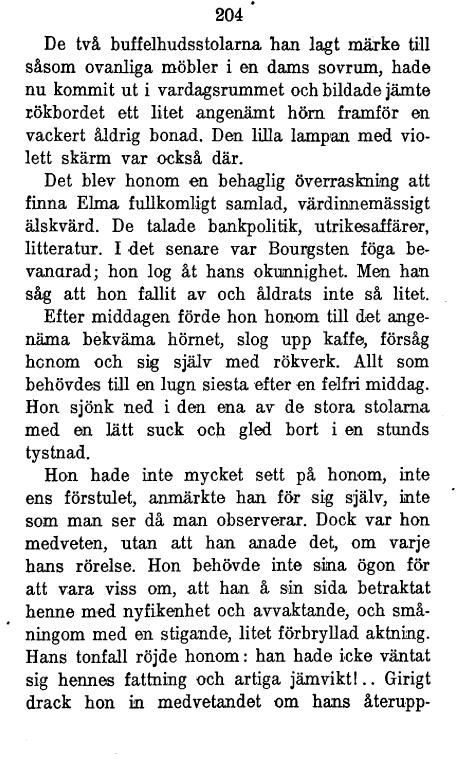 204
De två buffelhudsstolarna han lagt märke till
såsom ovanliga möbler i en dams sovrum, hade
nu kommit ut i vardagsrummet och bildade jämte
rökbordet ett litet angenämt hörn framför en
vackert åldrig bonad. Den lilla lampan med vio-
lett skärm var också där.
Det blev honom en behaglig överraskning att
finna Elma fullkomligt samlad, värdinnemässigt
älskvärd. De talade bankpolitik, utrikesaffärer,
litteratur. I det senare var Bourgsten föga be-
vanarad; hon log åt hans okunnighet. Men han
såg att hon fallit av och åldrats inte så litet.
Efter middagen förde hon honom till det ange-
näma bekväma hörnet, slog upp kaffe, försåg
honom och sig själv med rökverk. Allt som
behövdes till en lugn siesta efter en felfri middag.
Hon sjönk ned i den ena av de stora stolarna
med en lätt suck och gled bort i en stunds
tystnad.
Hon hade inte mycket sett på honom, inte
ens förstulet, anmärkte han för sig själv, inte
som man ser då man observerar. Dock var hon
medveten, utan att han anade det, om varje
hans rörelse. Hon behövde inte sina ögon för
att vara viss om, att han å sin sida betraktat
henne med nyfikenhet och avvaktande, och små-
ningom med en stigande, litet förbryllad aktning.
Hans tonfall röjde honom: han hade icke väntat
sig hennes fattning och artiga jämvikt!.. Girigt
drack hon in medvetandet om hans återupp-